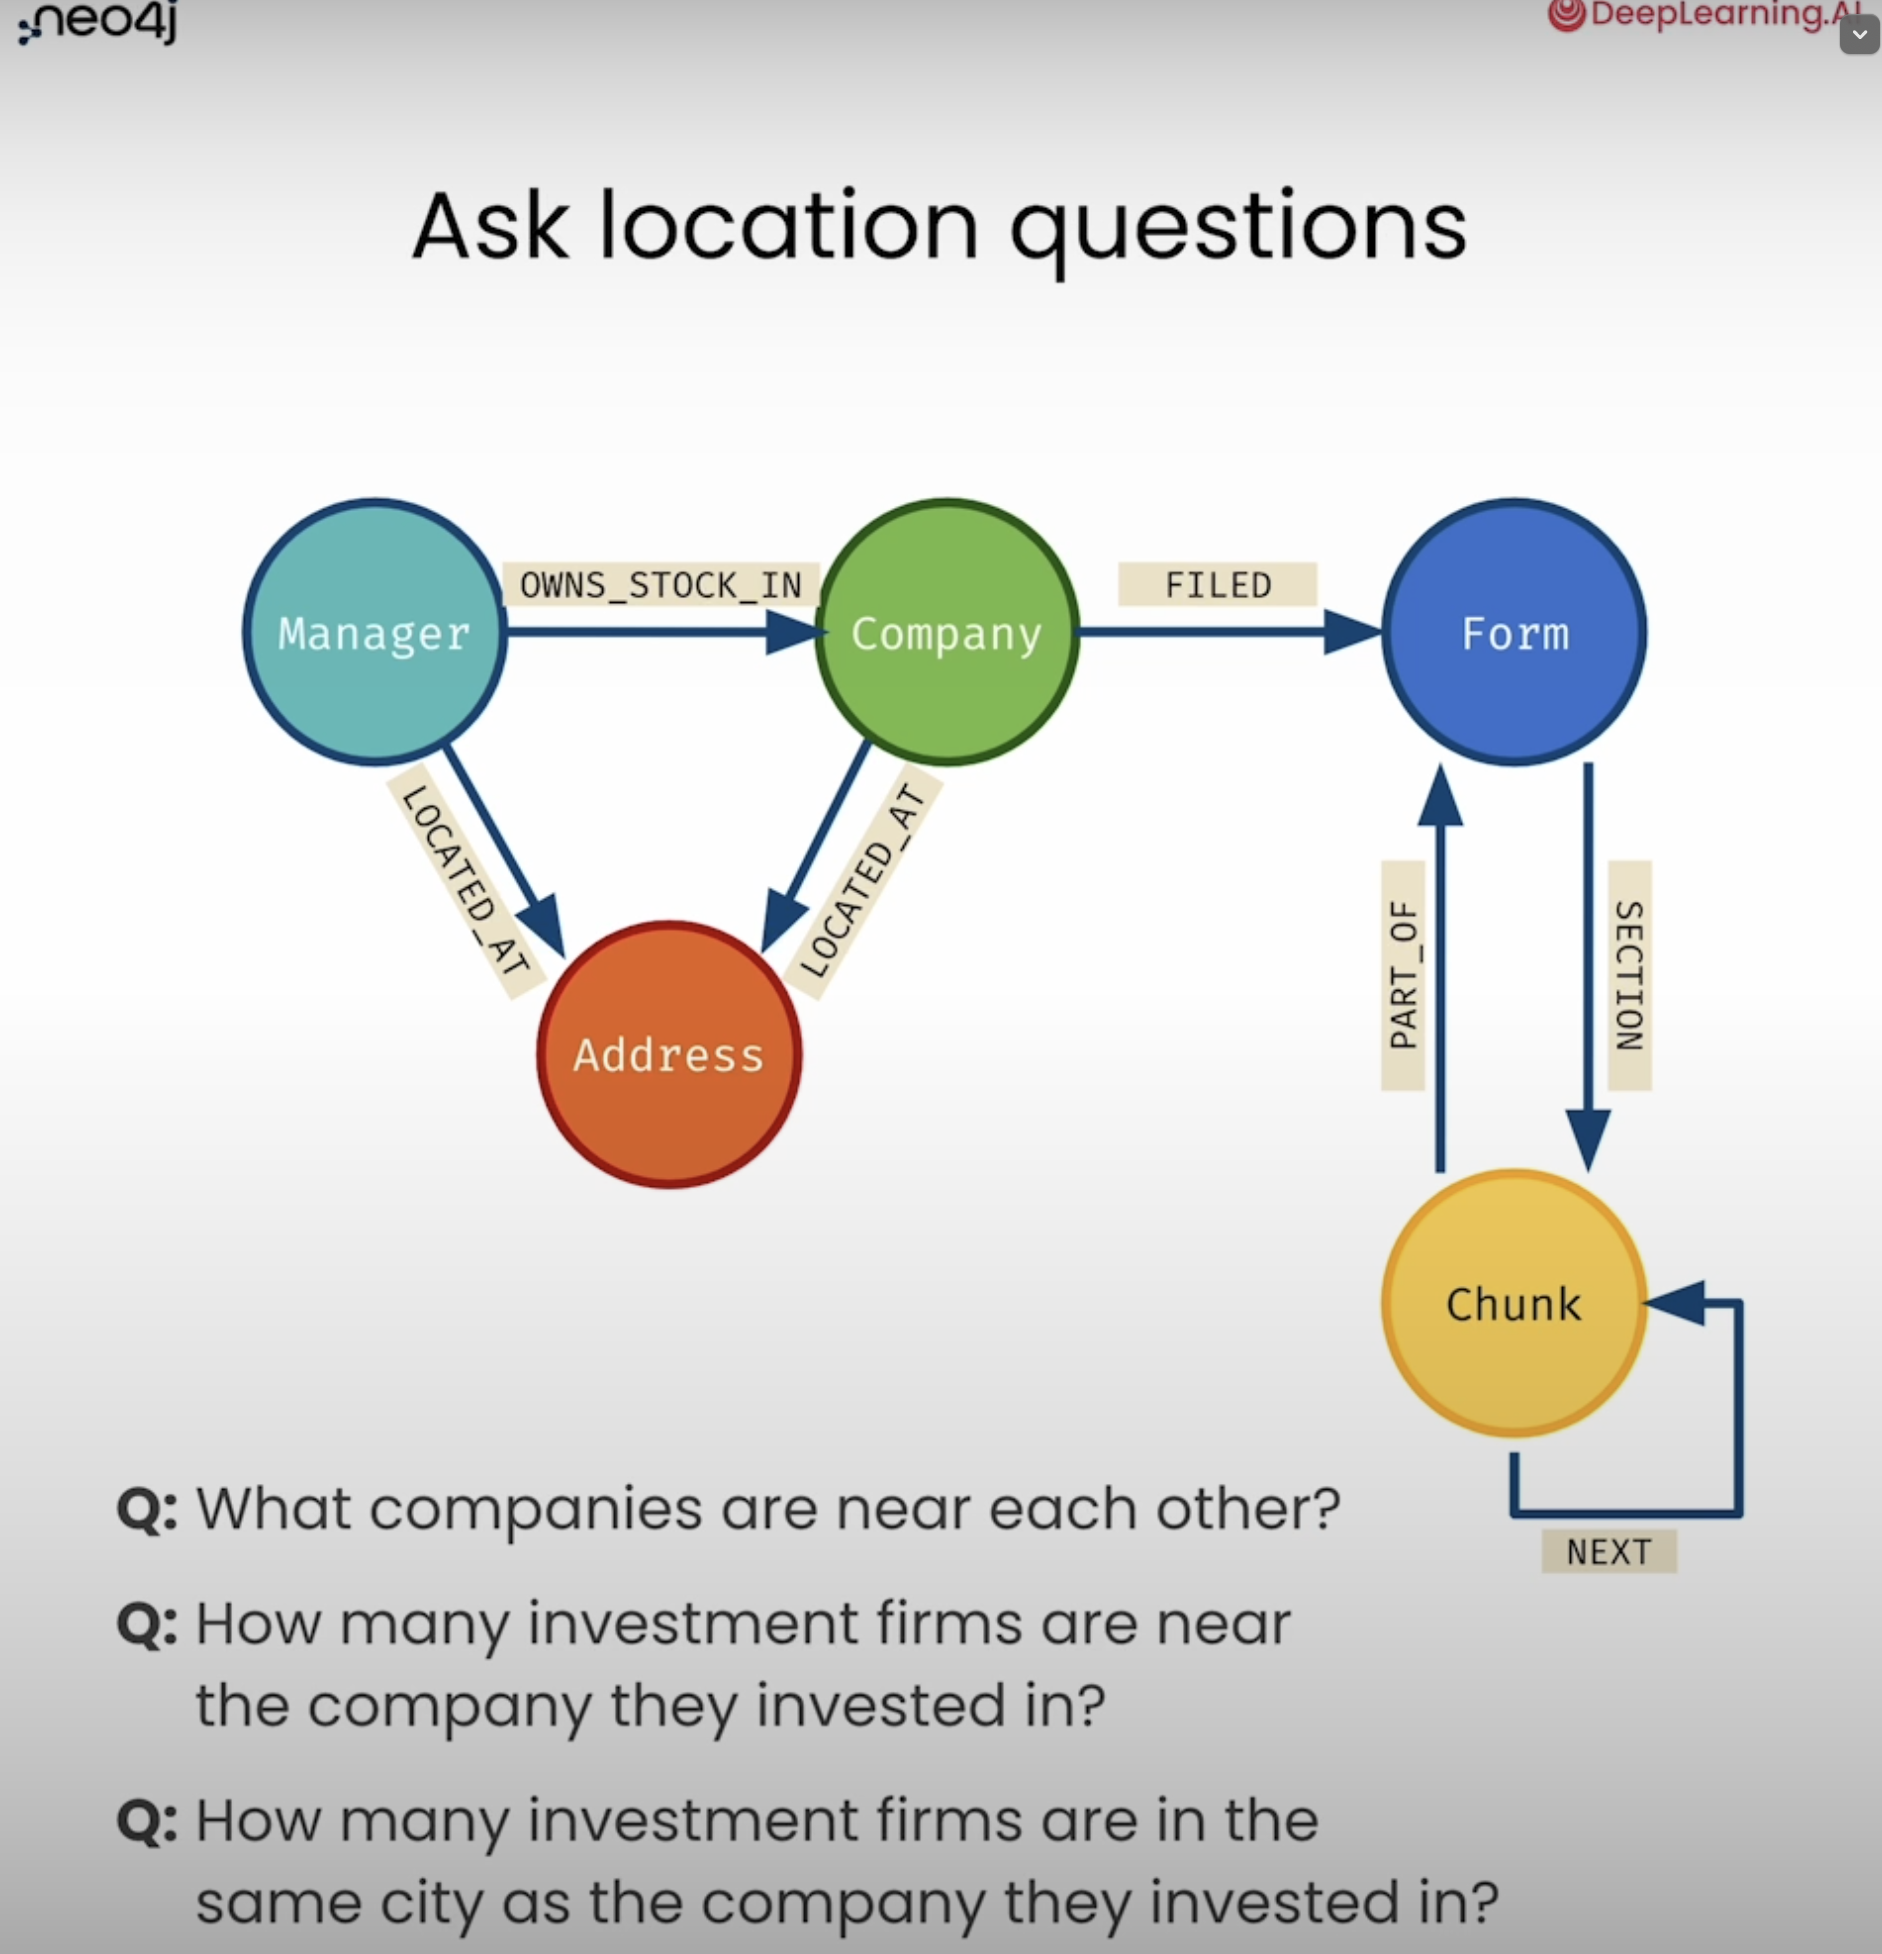 neo4j
DeepLearning.AI
Ask location questions
Manager
OWNS_STOCK_IN
Company
FILED
Form
LOCATED_AT
LOCATED_AT
Address
PART_OF
SECTION
Chunk
NEXT
Q: What companies are near each other?
Q: How many investment firms are near
the company they invested in?
Q: How many investment firms are in the
same city as the company they invested in?